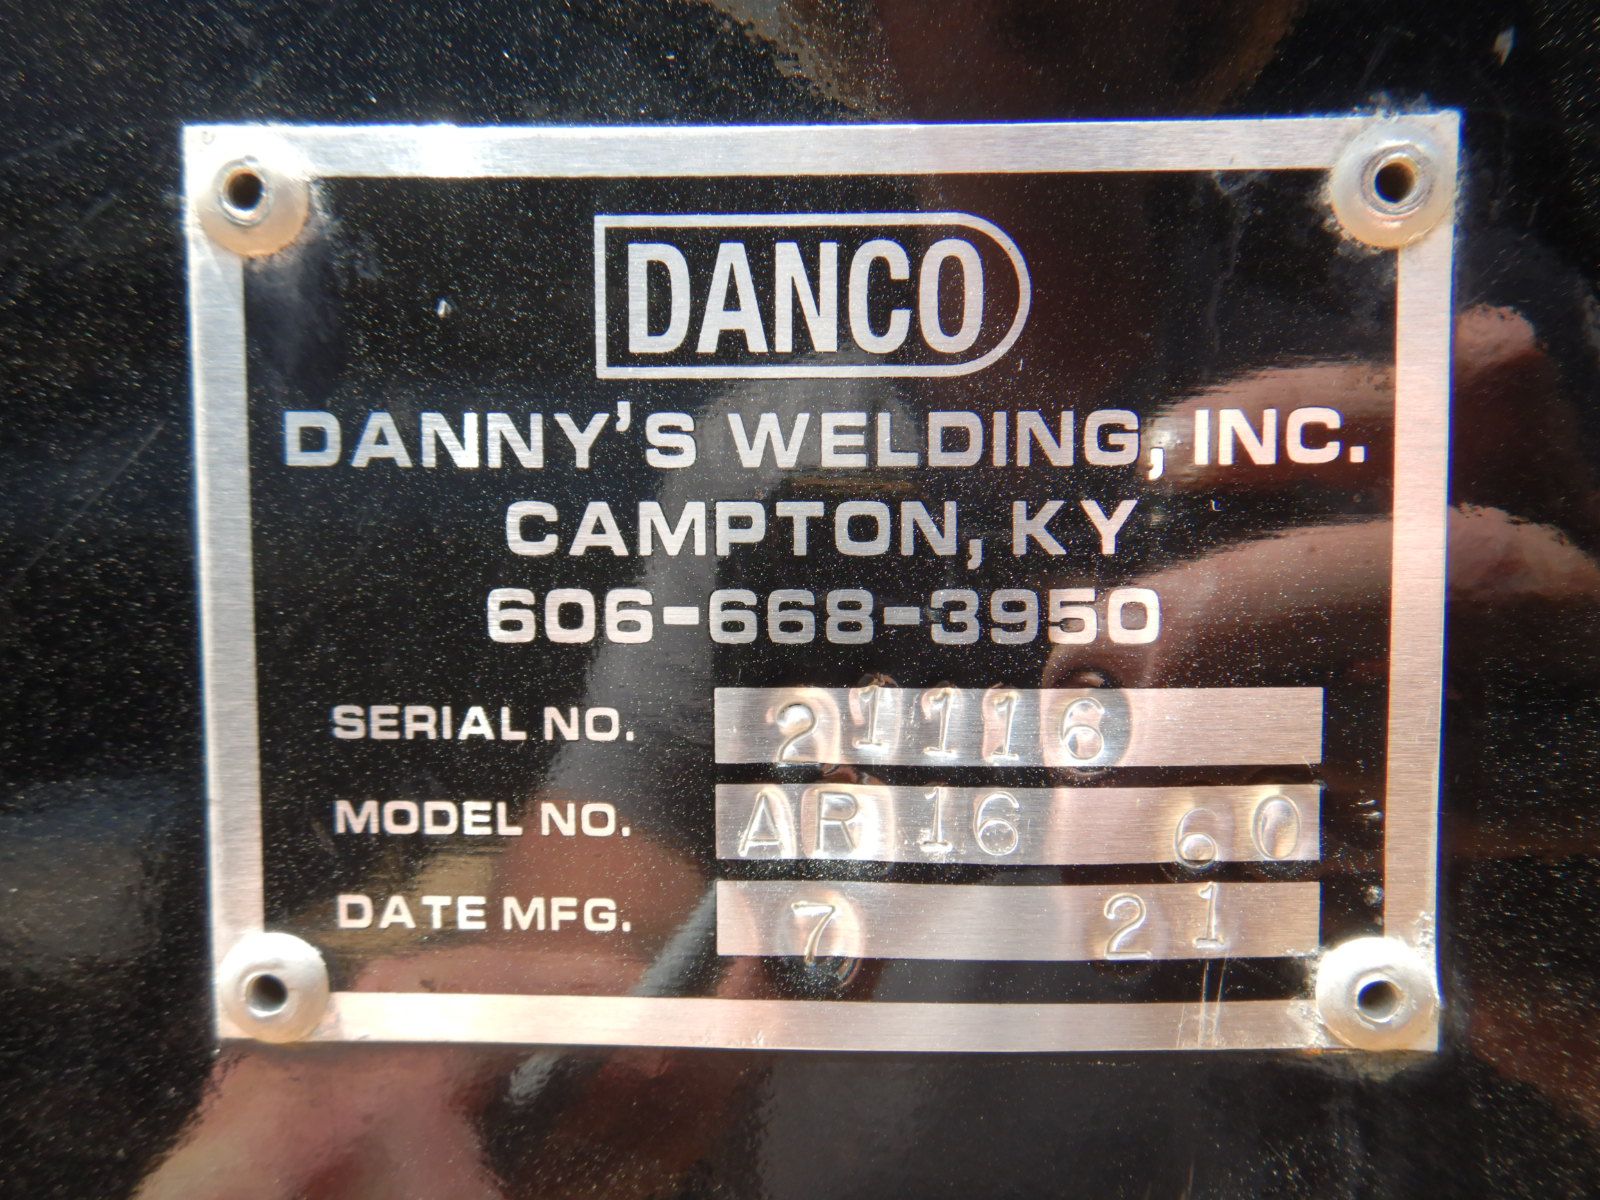 DANCO
DANNY'S WELDING, INC.
CAMPTON, KY
606-668-3950
SERIAL NO. 21116
MODEL NO. AR 16 60
DATE MFG. 7 21